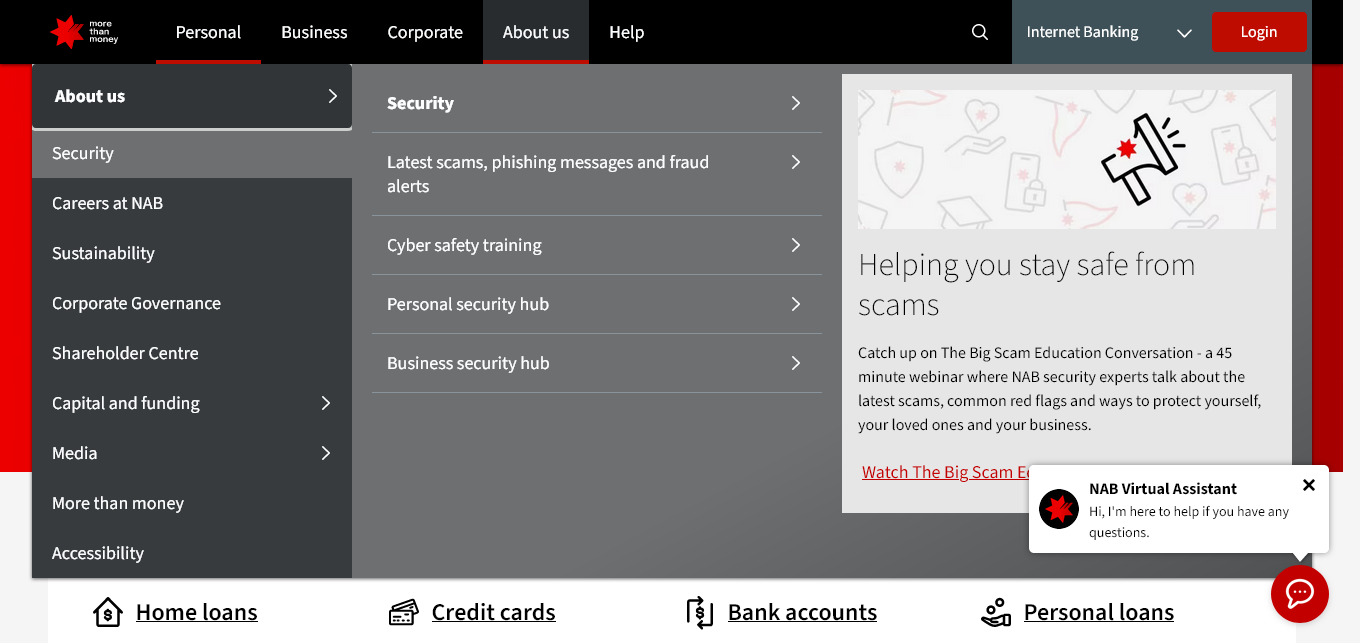 more
than
money
Personal
Business
Corporate
About us
Help
Internet Banking
Login
About us
Security
Careers at NAB
Sustainability
Corporate Governance
Shareholder Centre
Capital and funding
Media
More than money
Accessibility
Security
Latest scams, phishing messages and fraud
alerts
Cyber safety training
Personal security hub
Business security hub
Helping you stay safe from
scams
Catch up on The Big Scam Education Conversation - a 45
minute webinar where NAB security experts talk about the
latest scams, common red flags and ways to protect yourself,
your loved ones and your business.
Watch The Big Scam
NAB Virtual Assistant
Hi, I'm here to help if you have any
questions.
Home loans
Credit cards
Bank accounts
Personal loans